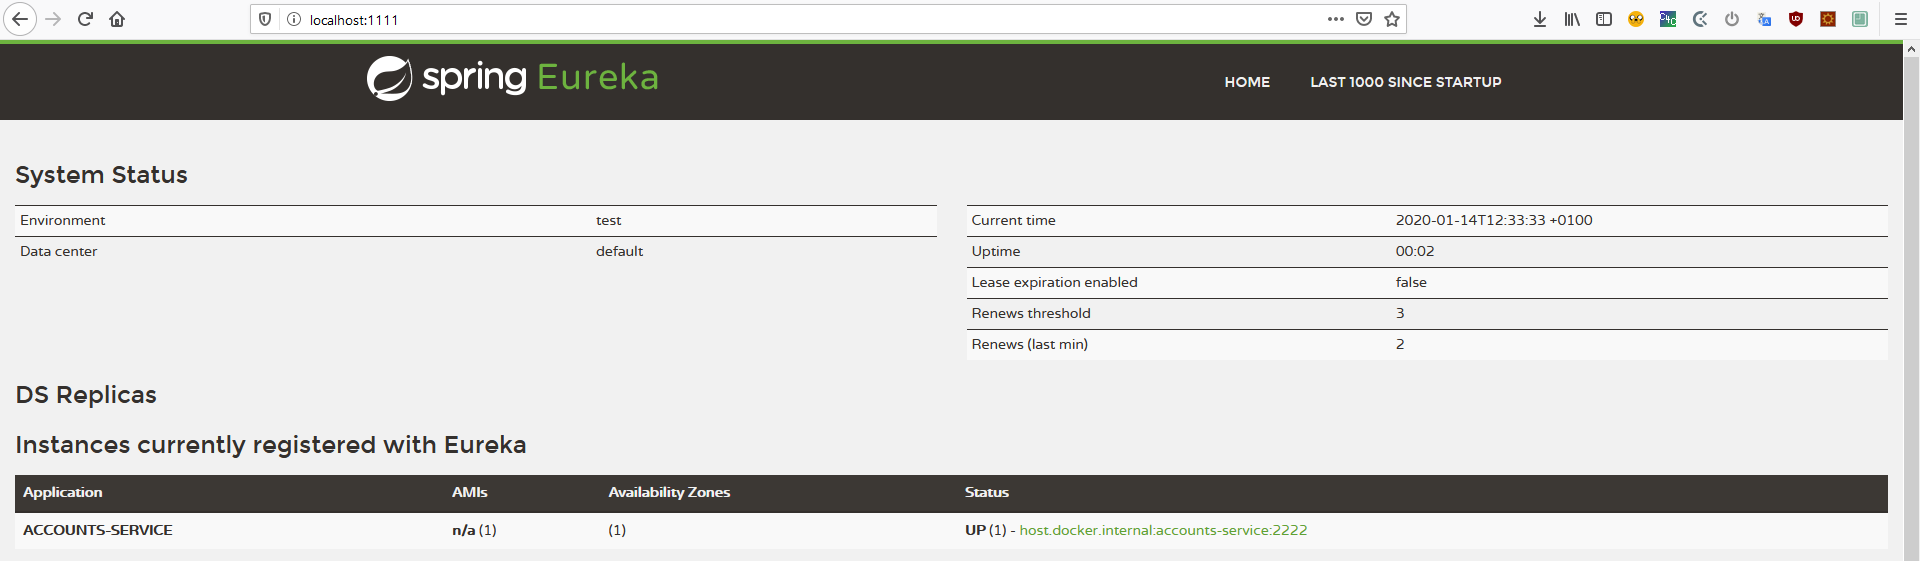 localhost:1111
spring Eureka
HOME LAST 1000 SINCE STARTUP
System Status
Environment test
Data center default
Current time 2020-01-14T12:33:33 +0100
Uptime 00:02
Lease expiration enabled false
Renews threshold 3
Renews (last min) 2
DS Replicas
Instances currently registered with Eureka
Application AMIs Availability Zones Status
ACCOUNTS-SERVICE n/a (1) (1) UP (1) - host.docker.internal:accounts-service:2222